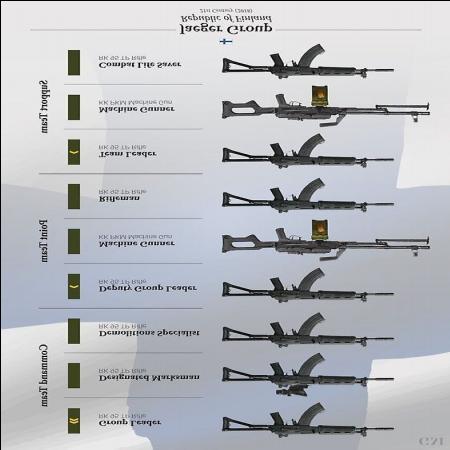 Command Team
Group Leader
RK 95 TP Rifle
Designated Marksman
RK 95 TP Rifle
Demolitions Specialist
RK 95 TP Rifle
Point Team
Deputy Group Leader
RK 95 TP Rifle
Machine Gunner
KK PKM Machine Gun
Rifleman
RK 95 TP Rifle
Support Team
Team Leader
RK 95 TP Rifle
Machine Gunner
KK PKM Machine Gun
Combat Life Saver
RK 95 TP Rifle
Jaeger Group
Republic of Finland
21st Century (2018)